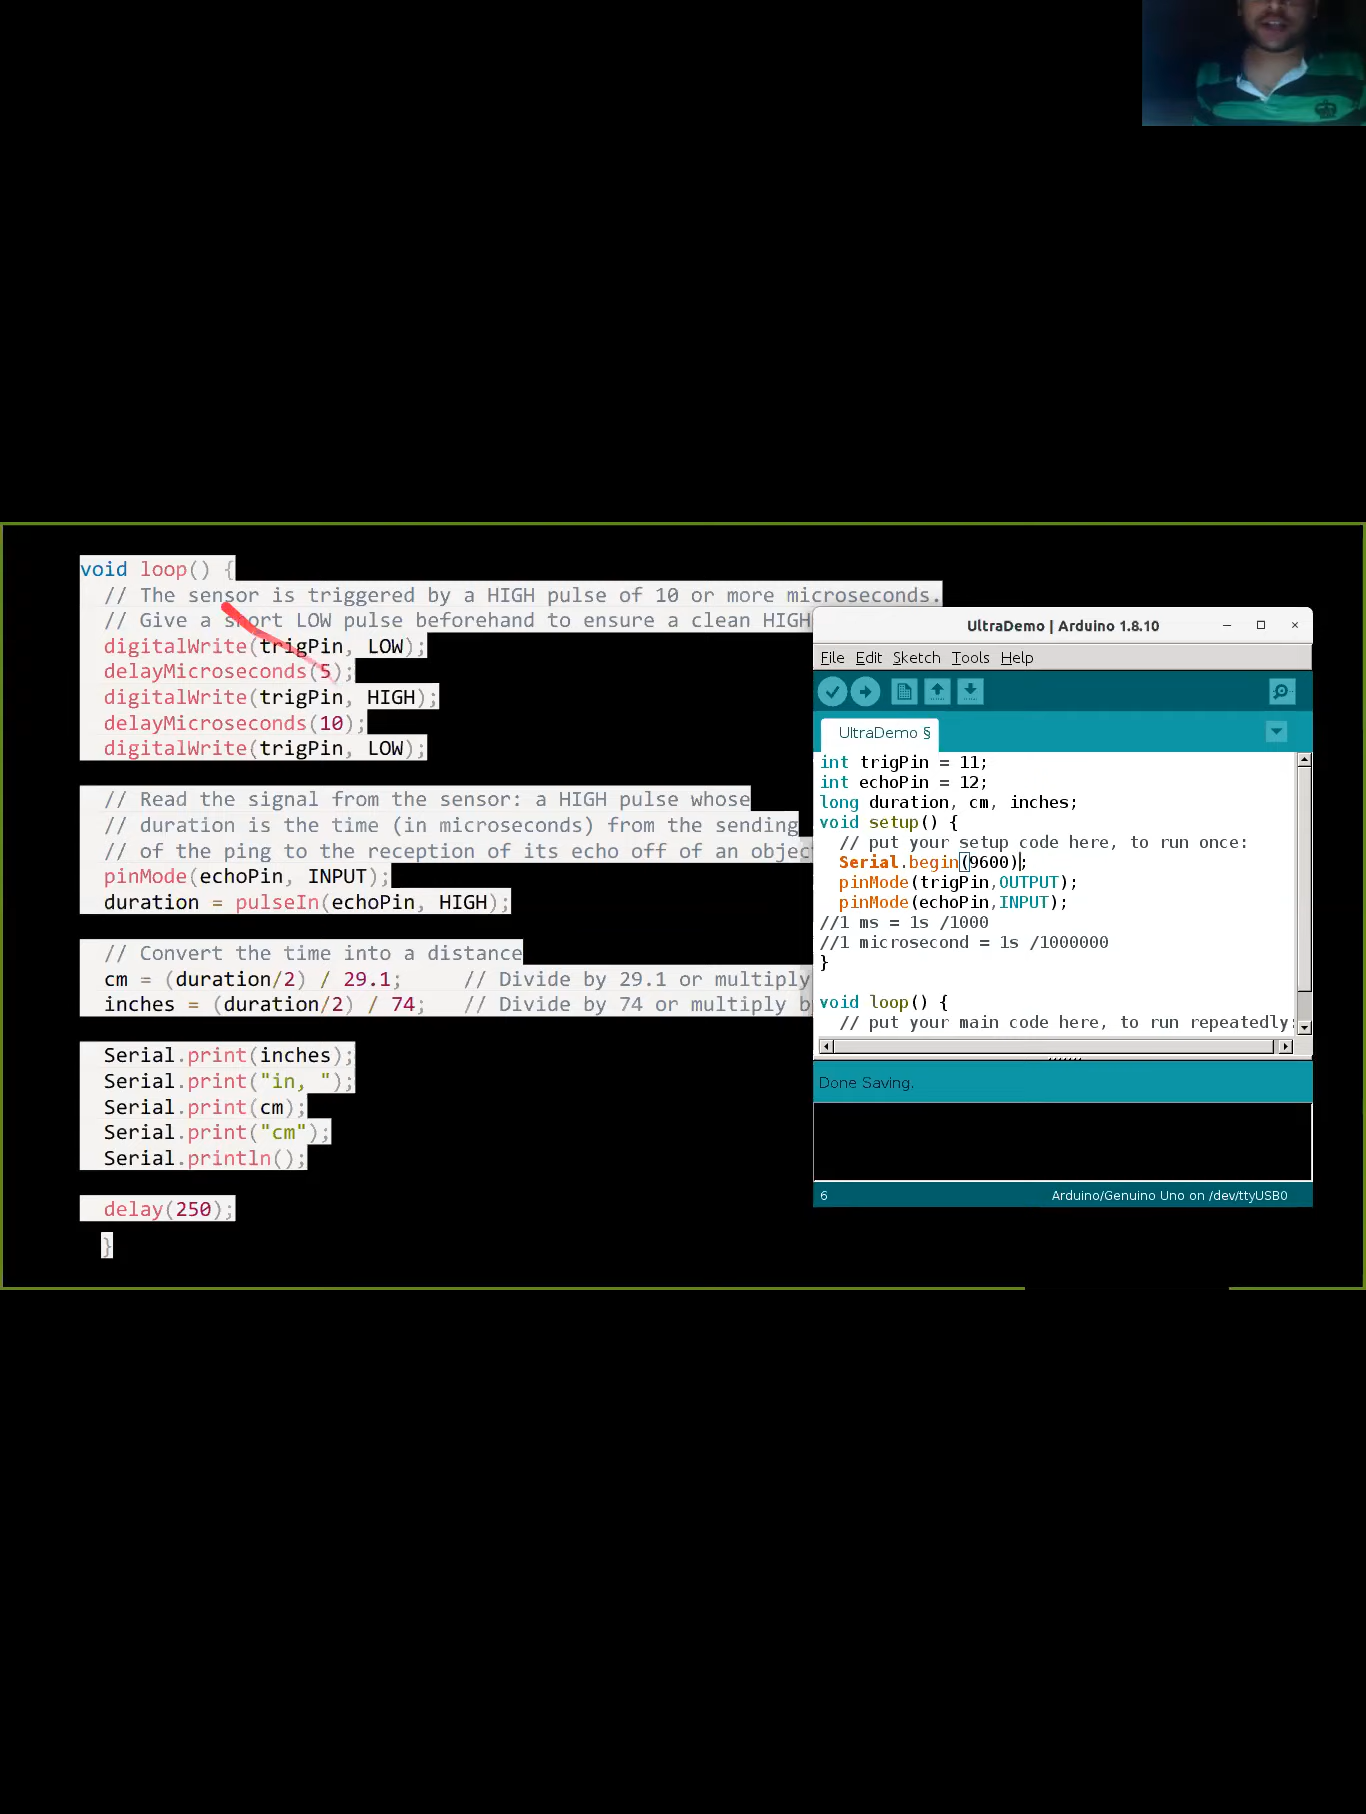 void loop() {
// The sensor is triggered by a HIGH pulse of 10 or more microseconds.
// Give a short LOW pulse beforehand to ensure a clean HIGH
digitalWrite(trigPin, LOW);
delayMicroseconds(5);
digitalWrite(trigPin, HIGH);
delayMicroseconds(10);
digitalWrite(trigPin, LOW);
// Read the signal from the sensor: a HIGH pulse whose
// duration is the time (in microseconds) from the sending
// of the ping to the reception of its echo off of an objec
pinMode(echoPin, INPUT);
duration = pulseIn(echoPin, HIGH);
// Convert the time into a distance
cm = (duration/2) / 29.1; // Divide by 29.1 or multiply
inches = (duration/2) / 74; // Divide by 74 or multiply b
Serial.print(inches);
Serial.print("in, ");
Serial.print(cm);
Serial.print("cm");
Serial.println();
delay(250);
}
UltraDemo | Arduino 1.8.10
File Edit Sketch Tools Help
UltraDemo §
int trigPin = 11;
int echoPin = 12;
long duration, cm, inches;
void setup() {
// put your setup code here, to run once:
Serial.begin(9600);
pinMode(trigPin,OUTPUT);
pinMode(echoPin,INPUT);
//1 ms = 1s /1000
//1 microsecond = 1s /1000000
}
void loop() {
// put your main code here, to run repeatedly:
Done Saving.
6 Arduino/Genuino Uno on /dev/ttyUSB0